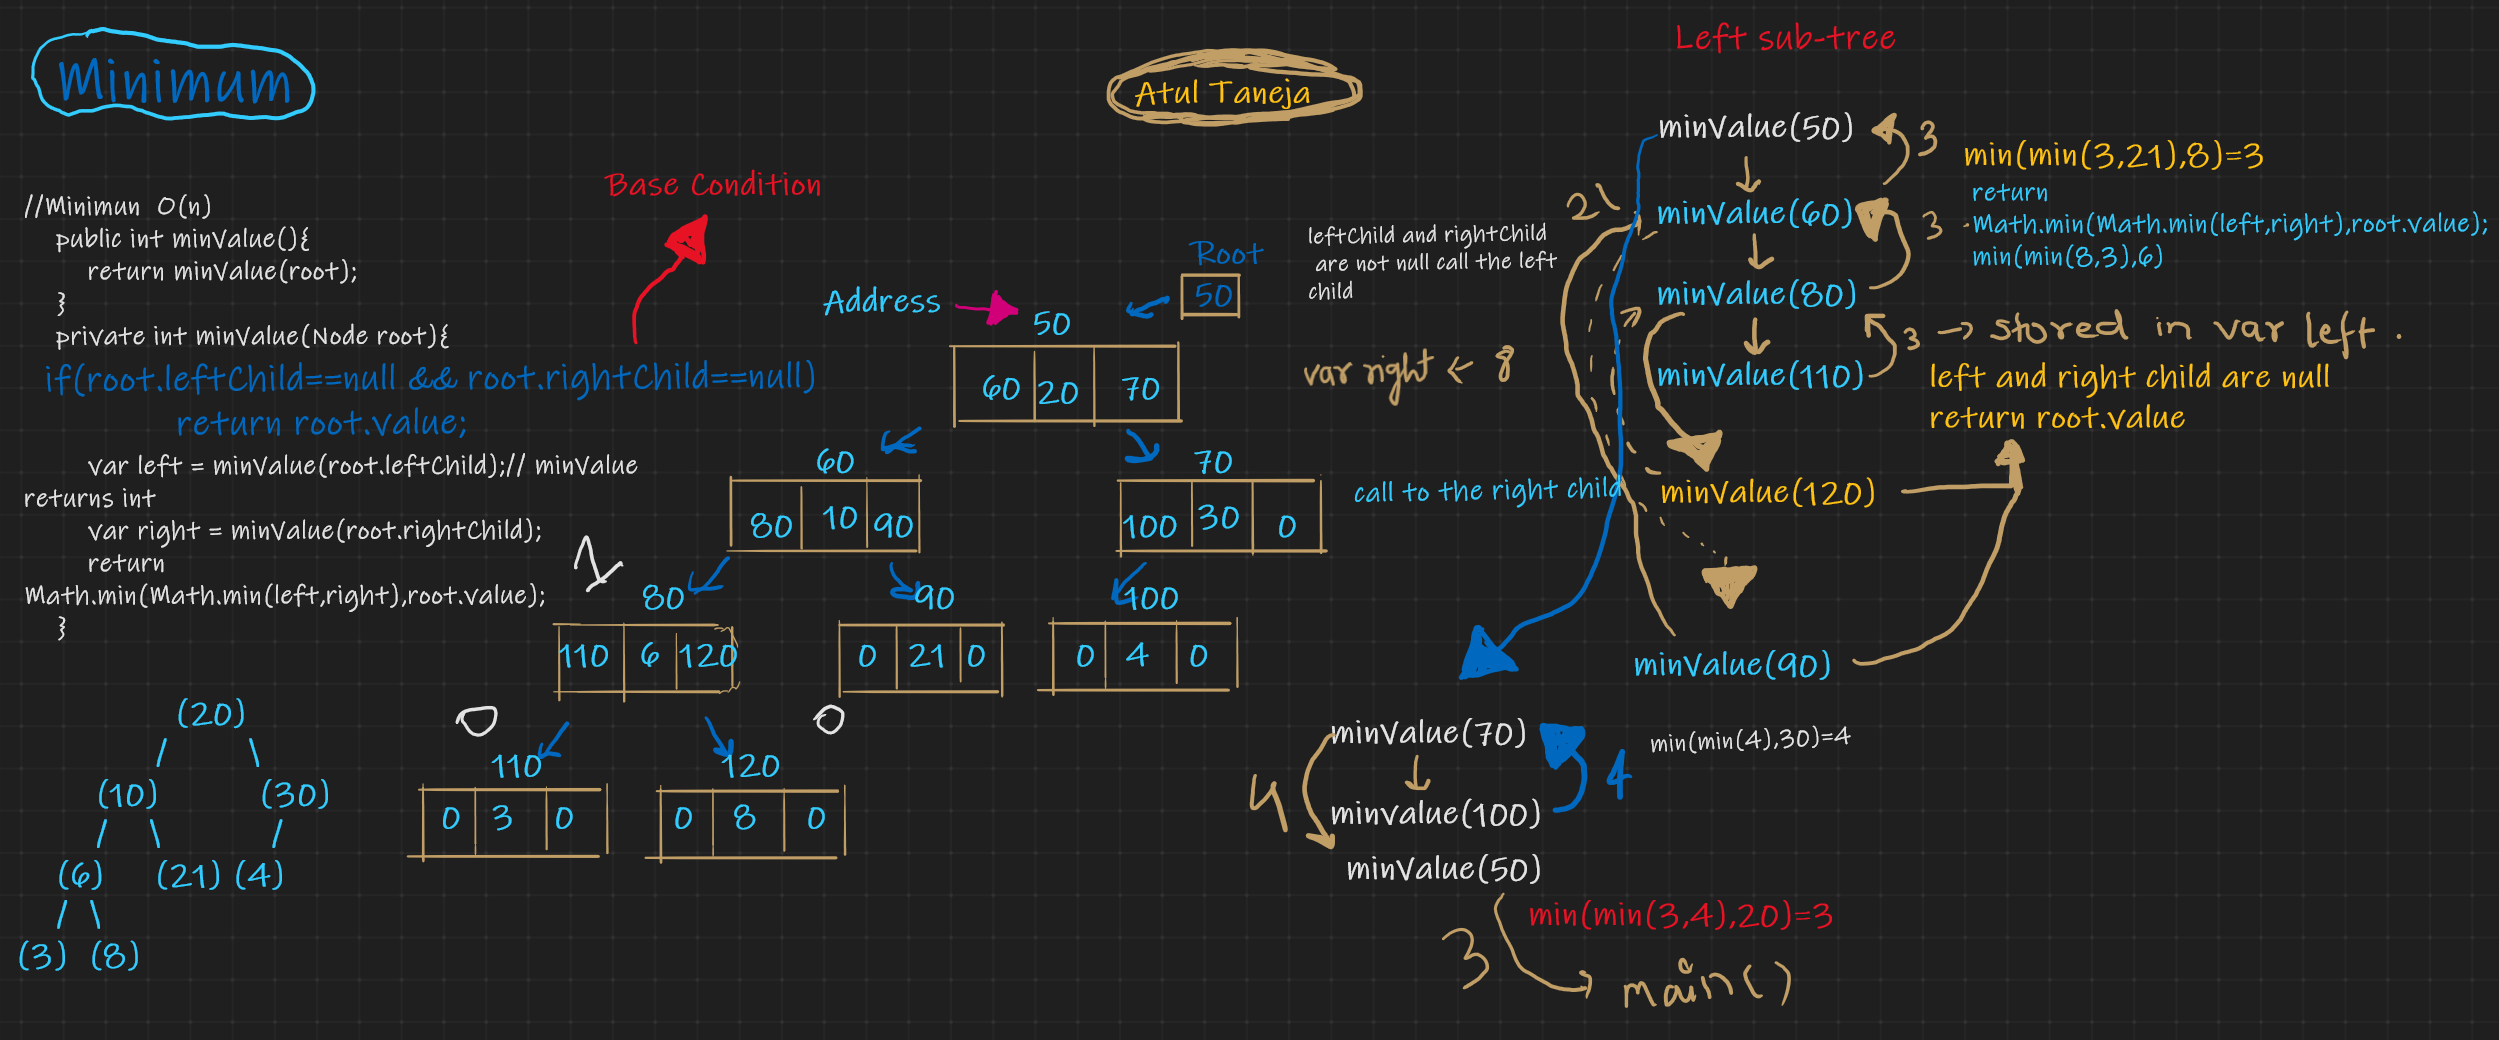 Minimum
Atul Taneja
Left sub-tree
//Minimun O(n)
public int minValue(){
return minValue(root);
}
private int minValue(Node root){
if(root.leftChild==null && root.rightChild==null)
return root.value;
var left = minValue(root.leftChild);// minValue
returns int
var right = minValue(root.rightChild);
return
Math.min(Math.min(left,right),root.value);
}
Base Condition
(20)
(10) (30)
(6) (21) (4)
(3) (8)
Root
50
Address
50
60 20 70
60
80 10 90
70
100 30 0
1
80
110 6 120
90
0 21 0
100
0 4 0
0
0
110
0 3 0
120
0 8 0
leftChild and rightChild
are not null call the left
child
var right ← 8
call to the right child
minValue(50)
3
min(min(3,21),8)=3
21
minValue(60)
3
return
Math.min(Math.min(left,right),root.value);
min(min(8,3),6)
minValue(80)
3 → stored in var left.
minValue(110)
left and right child are null
return root.value
minValue(120)
minValue(90)
minValue(70)
4
min(min(4),30)=4
4
minValue(100)
minValue(50)
min(min(3,4),20)=3
3
main()